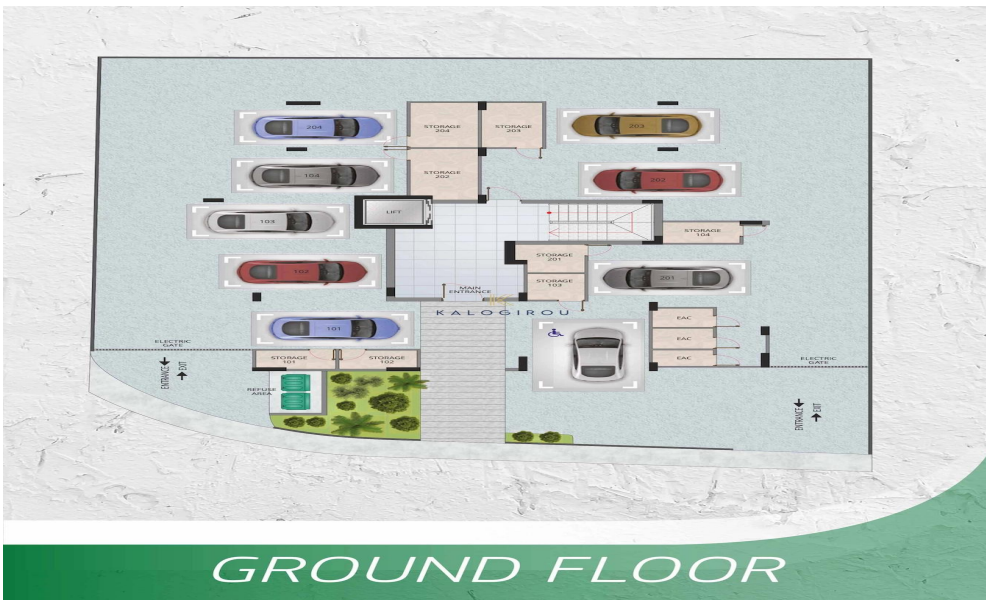 204
STORAGE
204
STORAGE
203
203
104
STORAGE
202
202
LIFT
103
STORAGE
104
STORAGE
201
102
201
STORAGE
103
MAIN
ENTRANCE
KALOGIROU
101
EAC
EAC
EAC
ELECTRIC
GATE
STORAGE
101
STORAGE
102
ELECTRIC
GATE
ENTRANCE
EXIT
REFUSE
AREA
ENTRANCE
EXIT
GROUND FLOOR